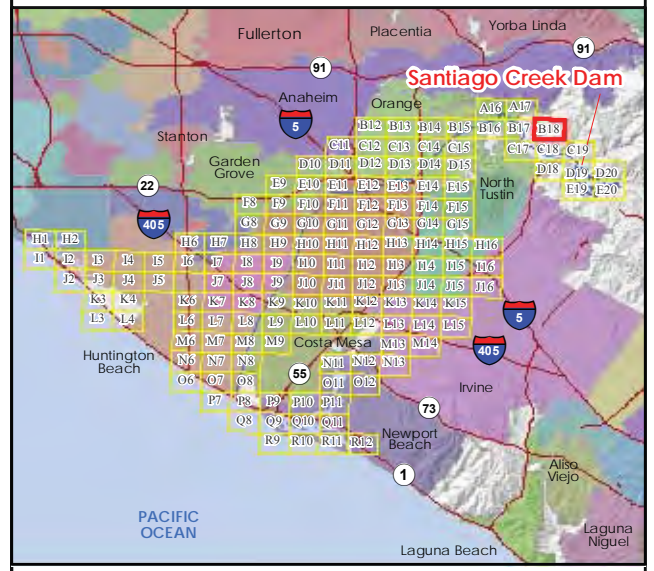 Yorba Linda
Placentia
Fullerton
91
91
Santiago Creek Dam
Anaheim
Orange
A16 A17
5
B12 B13 B14 B15 B16 B17 B18
Stanton
C11 C12 C13 C14 C15 C17 C18 C19
Garden
Grove
D10 D11 D12 D13 D14 D15 D18 D19 D20
22
E9 E10 E11 E12 E13 E14 E15 E19 E20
North
Tustin
F8 F9 F10 F11 F12 F13 F14 F15
405
G8 G9 G10 G11 G12 G13 G14 G15
H1 H2 H6 H7 H8 H9 H10 H11 H12 H13 H14 H15 H16
I1 I2 I3 I4 I5 I6 I7 I8 I9 I10 I11 I12 I13 I14 I15 I16
J2 J3 J4 J5 J7 J8 J9 J10 J11 J12 J13 J14 J15 J16
K3 K4 K6 K7 K8 K9 K10 K11 K12 K13 K14 K15
5
L3 L4 L6 L7 L8 L9 L10 L11 L12 L13 L14 L15
M6 M7 M8 M9 Costa Mesa M13 M14
405
Huntington
Beach
N6 N7 N8 N11 N12 N13
55
O6 O7 O8 O11 O12
Irvine
P7 P8 P9 P10 P11
73
Q8 Q9 Q10 Q11
Newport
Beach
R9 R10 R11 R12
Aliso
Viejo
1
PACIFIC
OCEAN
Laguna
Niguel
Laguna Beach